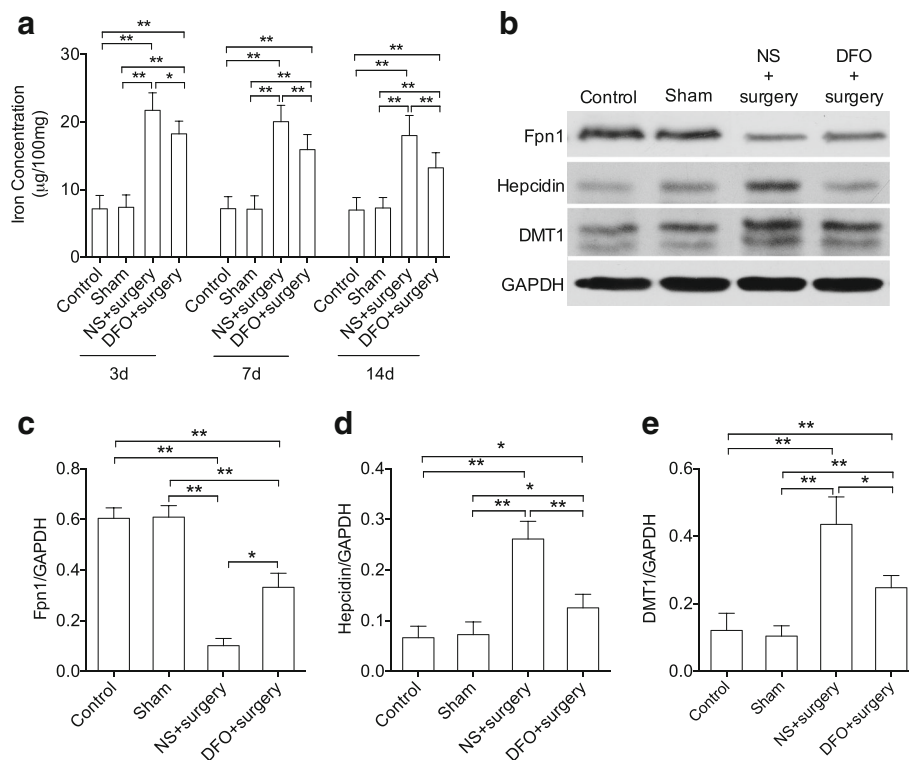 a
** ** ** ** ** *
** ** ** ** **
** ** ** ** **
Iron Concentration
(μg/100mg)
30
20
10
0
Control Sham NS+surgery DFO+surgery
Control Sham NS+surgery DFO+surgery
Control Sham NS+surgery DFO+surgery
3d 7d 14d
b
Control Sham NS + surgery DFO + surgery
Fpn1
Hepcidin
DMT1
GAPDH
c
**
**
**
**
*
Fpn1/GAPDH
0.8
0.6
0.4
0.2
0.0
Control Sham NS+surgery DFO+surgery
d
*
**
*
** **
Hepcidin/GAPDH
0.4
0.3
0.2
0.1
0.0
Control Sham NS+surgery DFO+surgery
e
**
**
**
** *
DMT1/GAPDH
0.6
0.4
0.2
0.0
Control Sham NS+surgery DFO+surgery